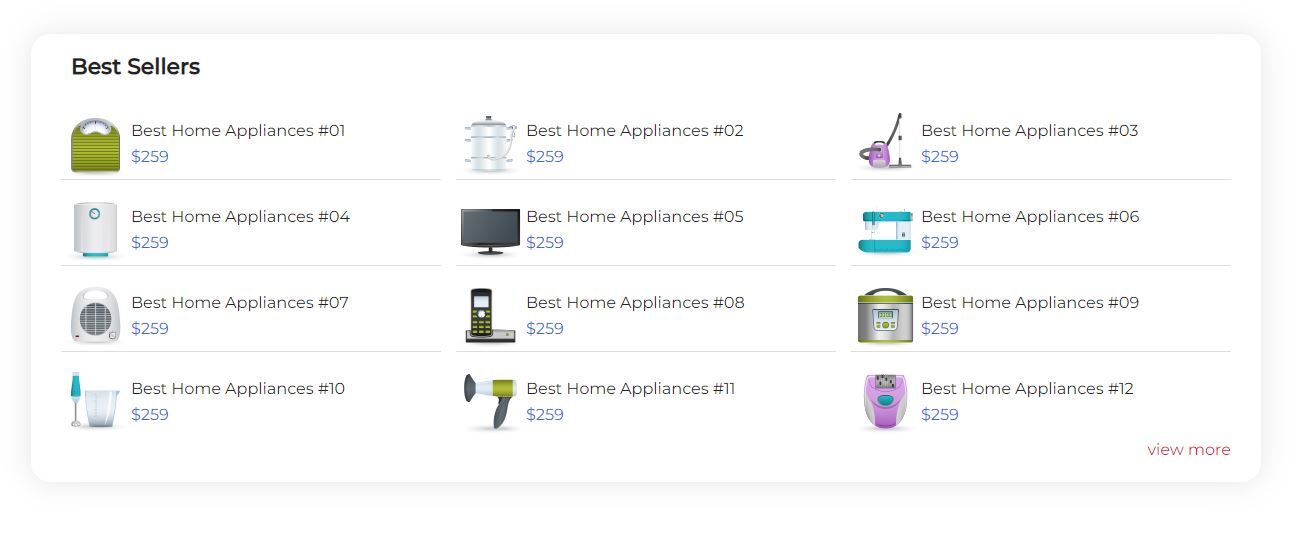 Best Sellers
Best Home Appliances #01
$259
Best Home Appliances #02
$259
Best Home Appliances #03
$259
Best Home Appliances #04
$259
Best Home Appliances #05
$259
Best Home Appliances #06
$259
Best Home Appliances #07
$259
Best Home Appliances #08
$259
Best Home Appliances #09
$259
Best Home Appliances #10
$259
Best Home Appliances #11
$259
Best Home Appliances #12
$259
view more